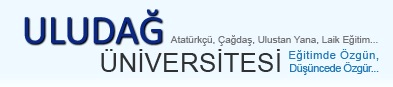 ULUDAĞ
Atatürkçü, Çağdaş, Ulustan Yana, Laik Eğitim...
ÜNİVERSİTESİ
Eğitimde Özgün,
Düşüncede Özgür...